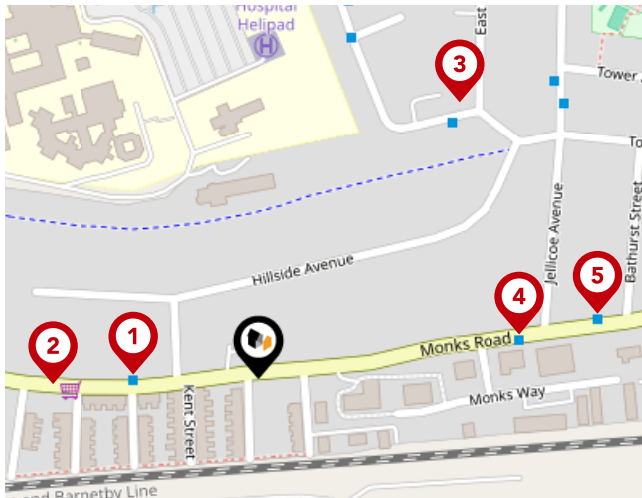 Hospital
Helipad
H
East
3
Tower
To
Jellicoe Avenue
Bathurst Street
Hillside Avenue
5
4
1
2
Monks Road
Kent Street
Monks Way
and Barnetby Line